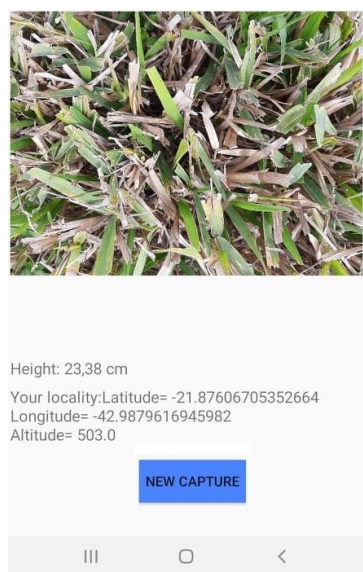 Height: 23,38 cm
Your locality:Latitude= -21.87606705352664
Longitude= -42.9879616945982
Altitude= 503.0
NEW CAPTURE